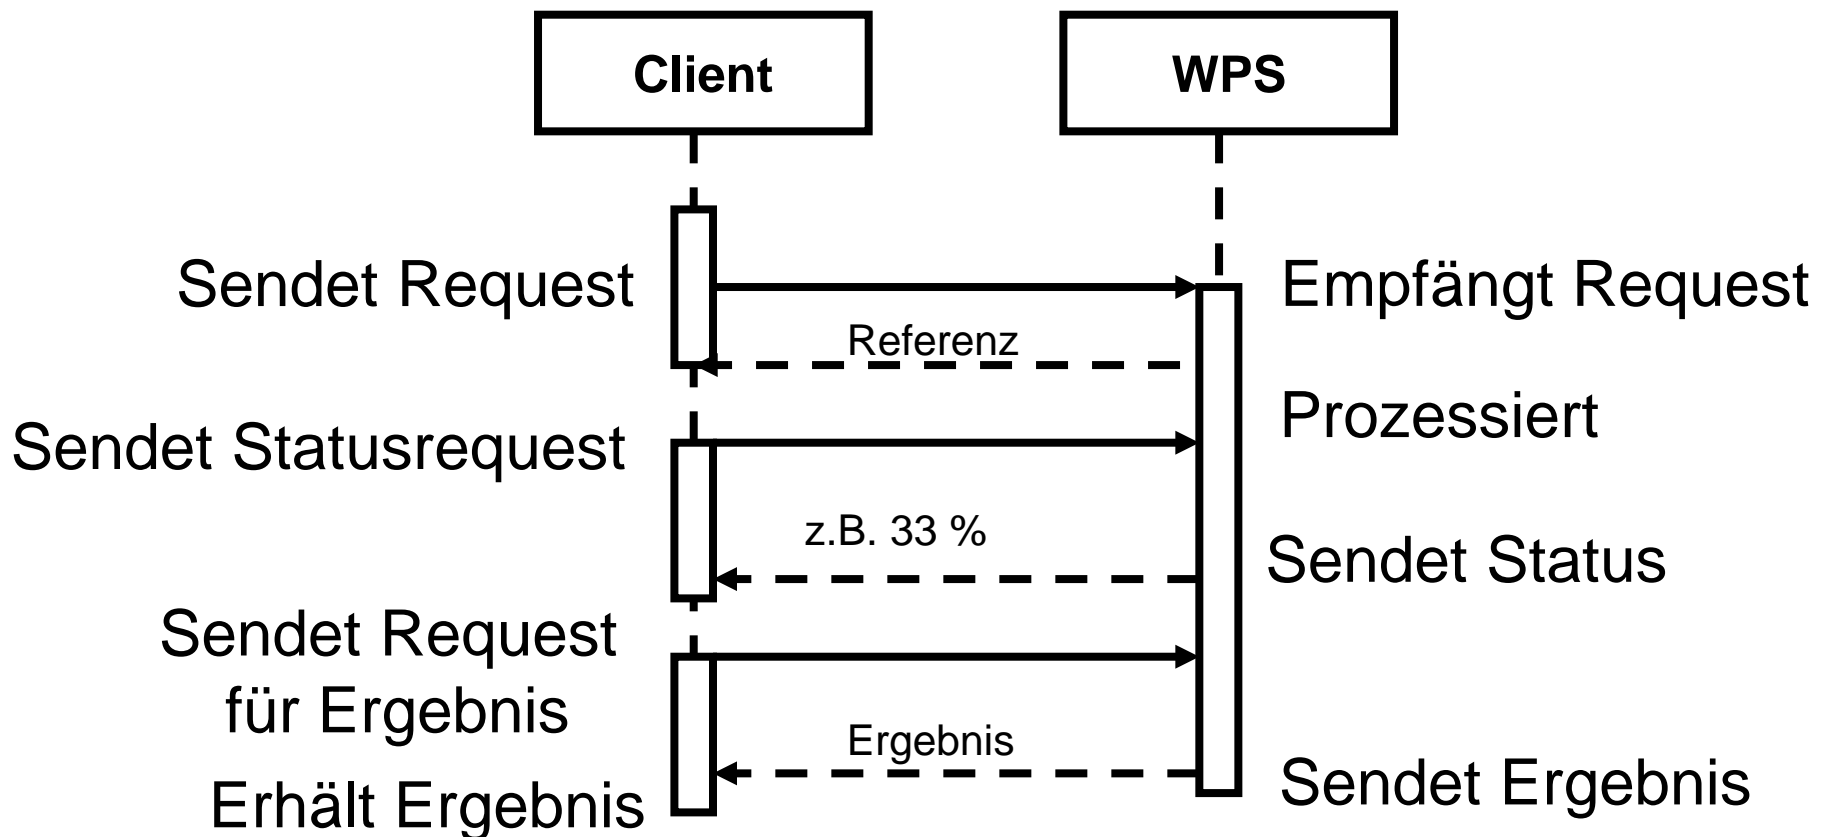 Client
WPS
Sendet Request
Empfängt Request
Referenz
Prozessiert
Sendet Statusrequest
z.B. 33 %
Sendet Status
Sendet Request
für Ergebnis
Ergebnis
Sendet Ergebnis
Erhält Ergebnis